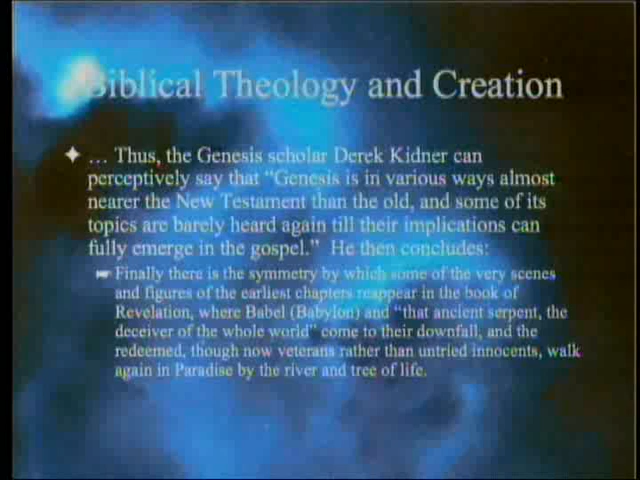 Biblical Theology and Creation
… Thus, the Genesis scholar Derek Kidner can
perceptively say that “Genesis is in various ways almost
nearer the New Testament than the old, and some of its
topics are barely heard again till their implications can
fully emerge in the gospel.” He then concludes:
Finally there is the symmetry by which some of the very scenes
and figures of the earliest chapters reappear in the book of
Revelation, where Babel (Babylon) and “that ancient serpent, the
deceiver of the whole world” come to their downfall, and the
redeemed, though now veterans rather than untried innocents, walk
again in Paradise by the river and tree of life.